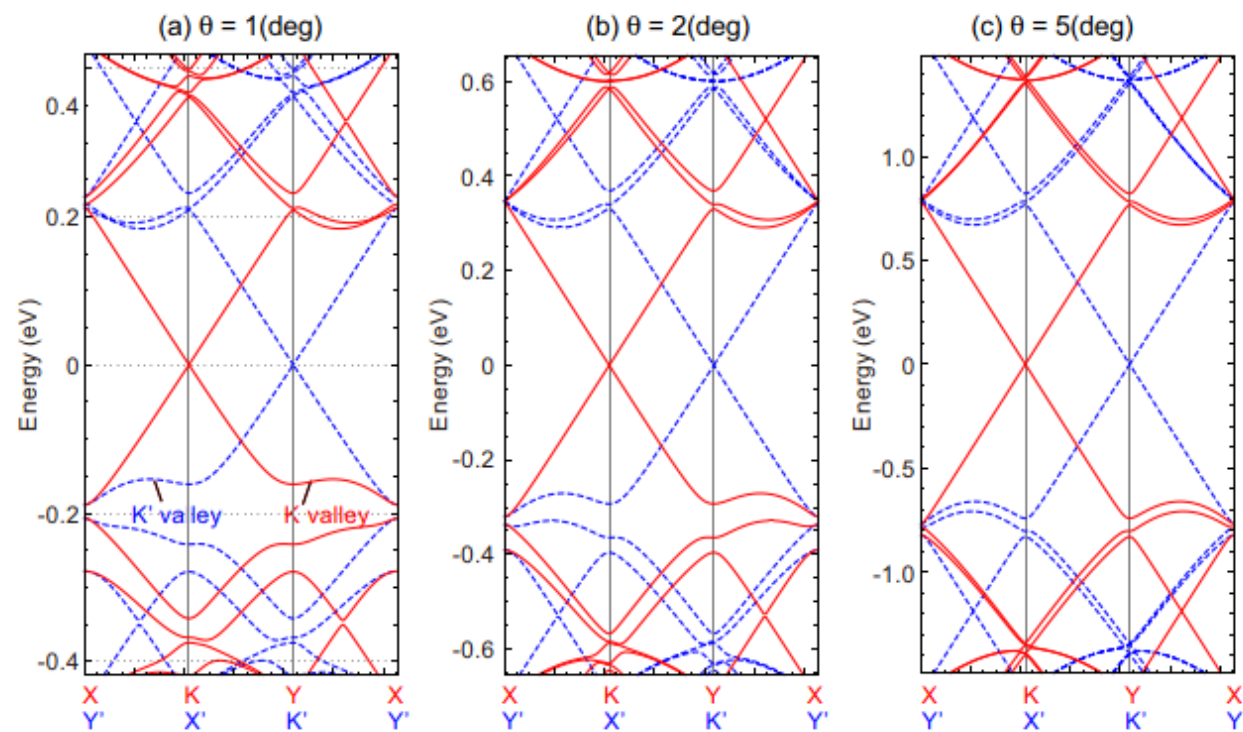 (a) θ = 1(deg)
(b) θ = 2(deg)
(c) θ = 5(deg)
Energy (eV)
0.4
0.2
0
-0.2
-0.4
K' valley
K valley
X K Y X
Y' X' K' Y'
Energy (eV)
0.6
0.4
0.2
0
-0.2
-0.4
-0.6
X K Y X
Y' X' K' Y'
Energy (eV)
1.0
0.5
0
-0.5
-1.0
X K Y X
Y' X' K' Y